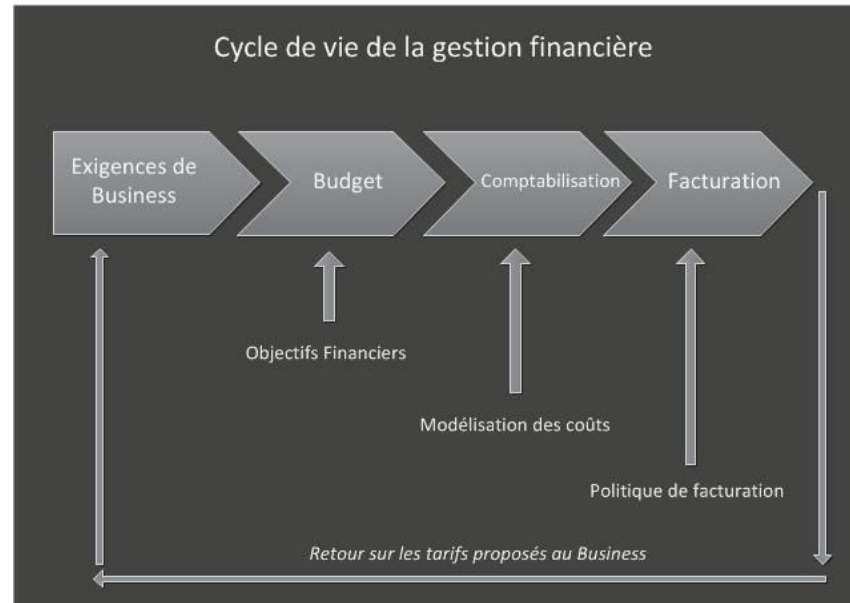 Cycle de vie de la gestion financière
Exigences de
Business
Budget
Comptabilisation
Facturation
Objectifs Financiers
Modélisation des coûts
Politique de facturation
Retour sur les tarifs proposés au Business